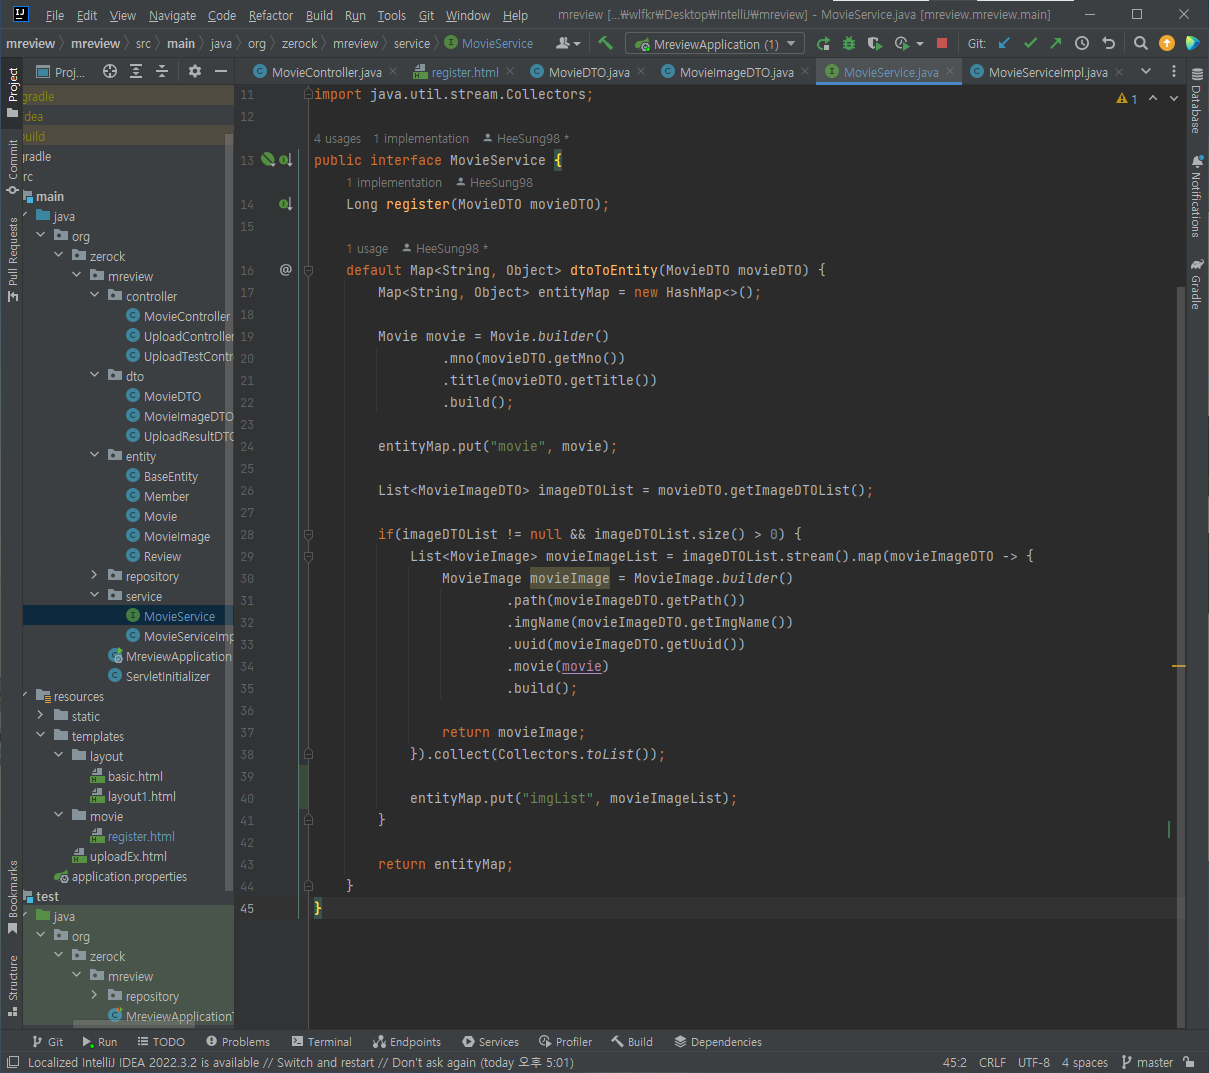 File Edit View Navigate Code Refactor Build Run Tools Git Window Help mreview [...₩wlfkr₩Desktop₩IntelliJ₩mreview] - MovieService.java [mreview.mreview.main]
mreview mreview src main java org zerock mreview service MovieService MreviewApplication (1) Git:
Project
Commit
Pull Requests
Bookmarks
Structure
Proj...
gradle
idea
build
gradle
rc
main
java
org
zerock
mreview
controller
MovieController
UploadController
UploadTestContr
dto
MovieDTO
MovieImageDTO
UploadResultDTO
entity
BaseEntity
Member
Movie
MovieImage
Review
repository
service
MovieService
MovieServiceImp
MreviewApplication
ServletInitializer
resources
static
templates
layout
basic.html
layout1.html
movie
register.html
uploadEx.html
application.properties
test
java
org
zerock
mreview
repository
MreviewApplicationT
MovieController.java register.html MovieDTO.java MovieImageDTO.java MovieService.java MovieServiceImpl.java
1
11 import java.util.stream.Collectors;
12
4 usages 1 implementation HeeSung98 *
13 public interface MovieService {
1 implementation HeeSung98
14 Long register(MovieDTO movieDTO);
15
1 usage HeeSung98 *
16 @ default Map<String, Object> dtoToEntity(MovieDTO movieDTO) {
17 Map<String, Object> entityMap = new HashMap<>();
18
19 Movie movie = Movie.builder()
20 .mno(movieDTO.getMno())
21 .title(movieDTO.getTitle())
22 .build();
23
24 entityMap.put("movie", movie);
25
26 List<MovieImageDTO> imageDTOList = movieDTO.getImageDTOList();
27
28 if(imageDTOList != null && imageDTOList.size() > 0) {
29 List<MovieImage> movieImageList = imageDTOList.stream().map(movieImageDTO -> {
30 MovieImage movieImage = MovieImage.builder()
31 .path(movieImageDTO.getPath())
32 .imgName(movieImageDTO.getImgName())
33 .uuid(movieImageDTO.getUuid())
34 .movie(movie)
35 .build();
36
37 return movieImage;
38 }).collect(Collectors.toList());
39
40 entityMap.put("imgList", movieImageList);
41 }
42
43 return entityMap;
44 }
45 }
Database
Notifications
Gradle
Git Run TODO Problems Terminal Endpoints Services Profiler Build Dependencies
Localized IntelliJ IDEA 2022.3.2 is available // Switch and restart // Don't ask again (today 오후 5:01) 45:2 CRLF UTF-8 4 spaces master